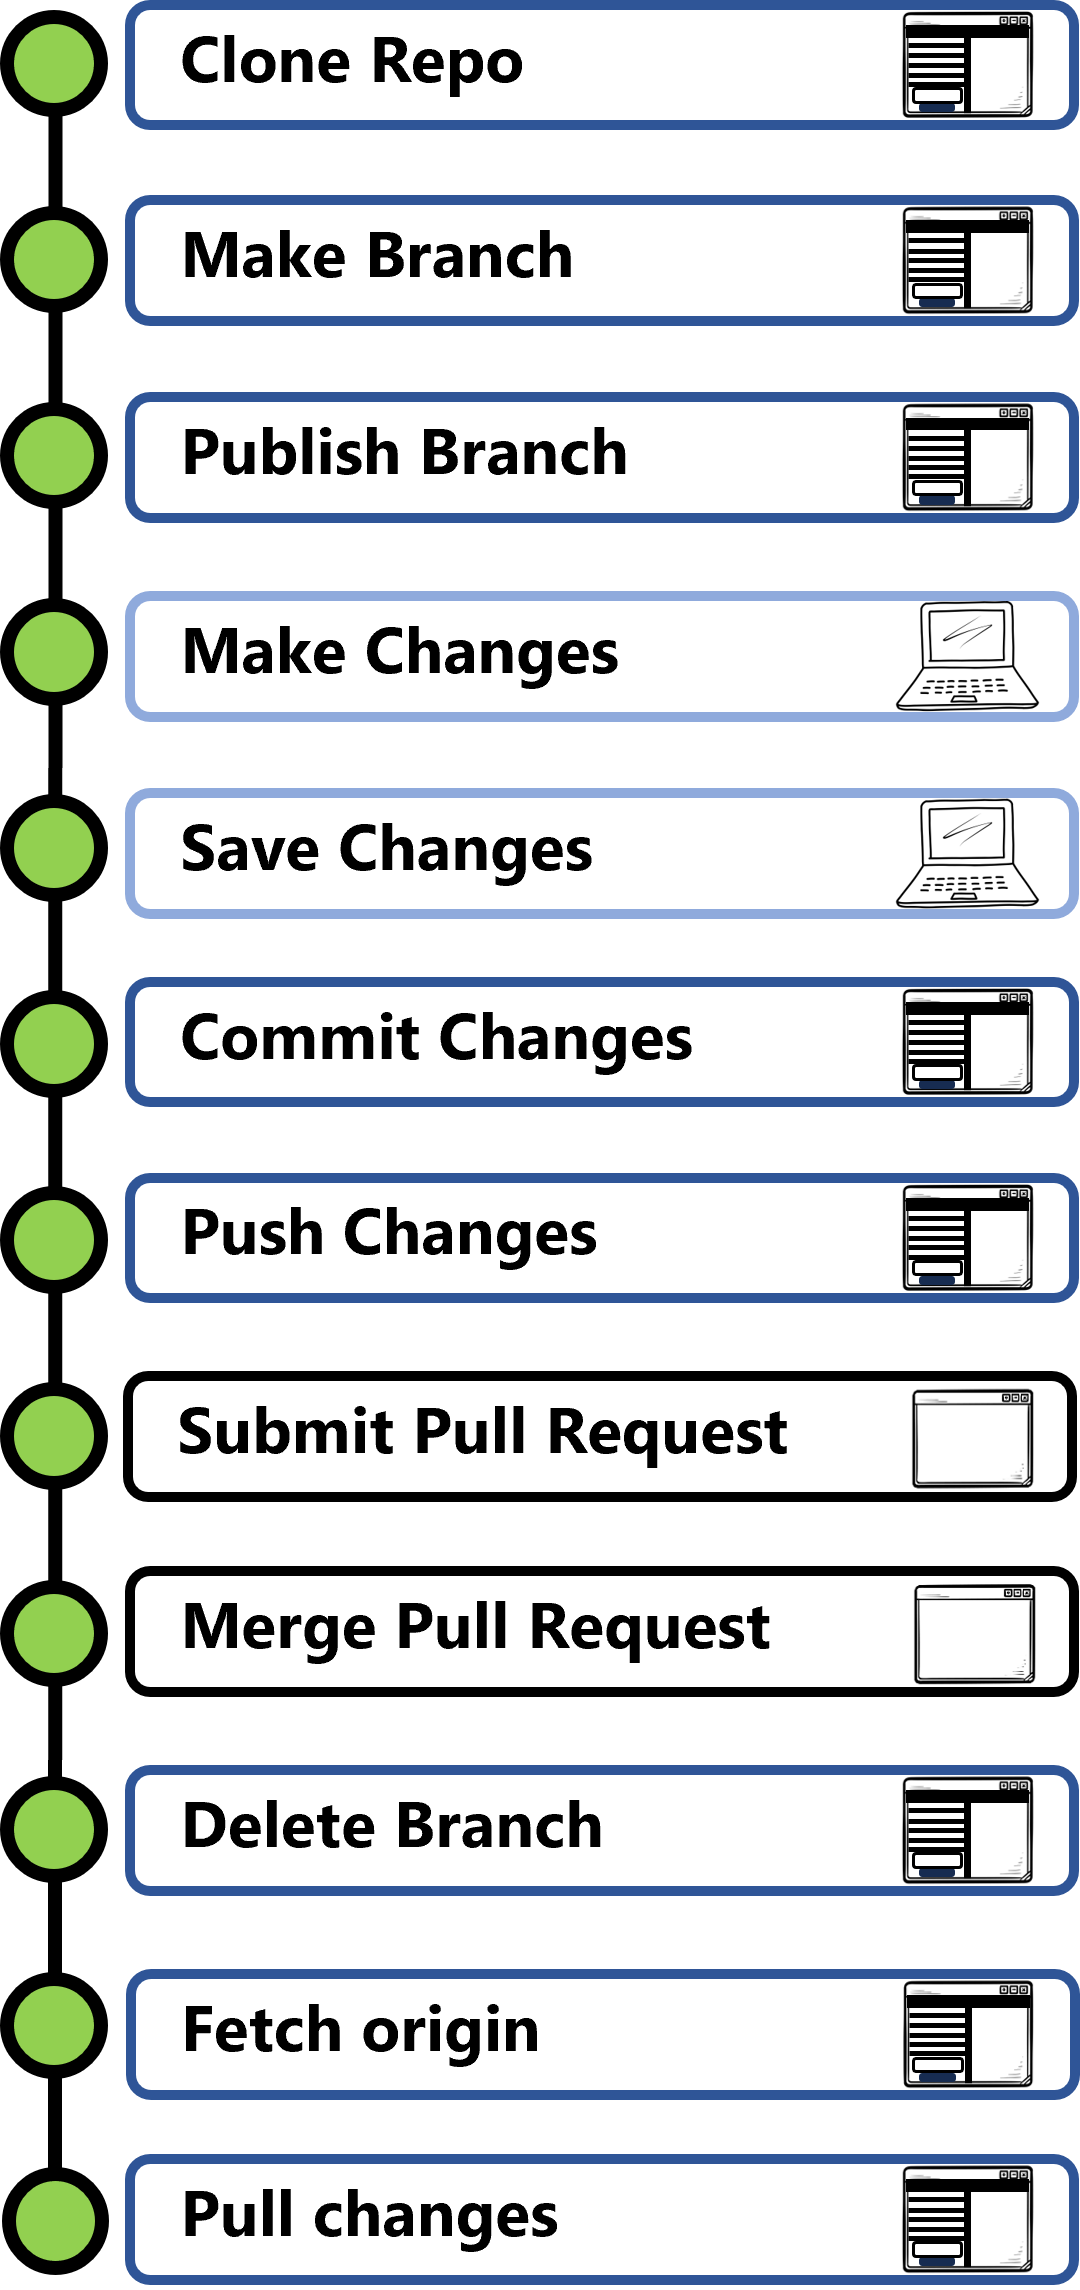 Clone Repo
Make Branch
Publish Branch
Make Changes
Save Changes
Commit Changes
Push Changes
Submit Pull Request
Merge Pull Request
Delete Branch
Fetch origin
Pull changes